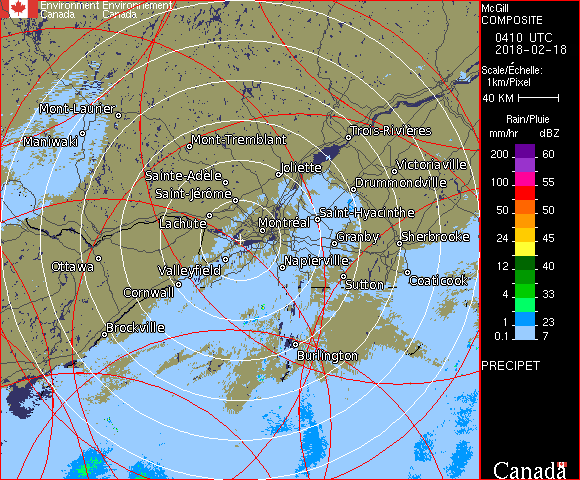 Environment Environnement
Canada Canada
McGill
COMPOSITE
0410 UTC
2018-02-18
Scale/Échelle:
1km/Pixel
40 KM
Rain/Pluie
mm/hr dBZ
200 60
100 55
50 50
24 45
12 40
4 33
1 23
0.1 7
PRECIPET
Canada
Mont-Laurier
Maniwaki
Mont-Tremblant
Trois-Rivières
Sainte-Adèle
Joliette
Victoriaville
Saint-Jérôme
Drummondville
Lachute
Montréal
Saint-Hyacinthe
Granby
Sherbrooke
Ottawa
Valleyfield
Napierville
Cornwall
Sutton
Coaticook
Brockville
Burlington